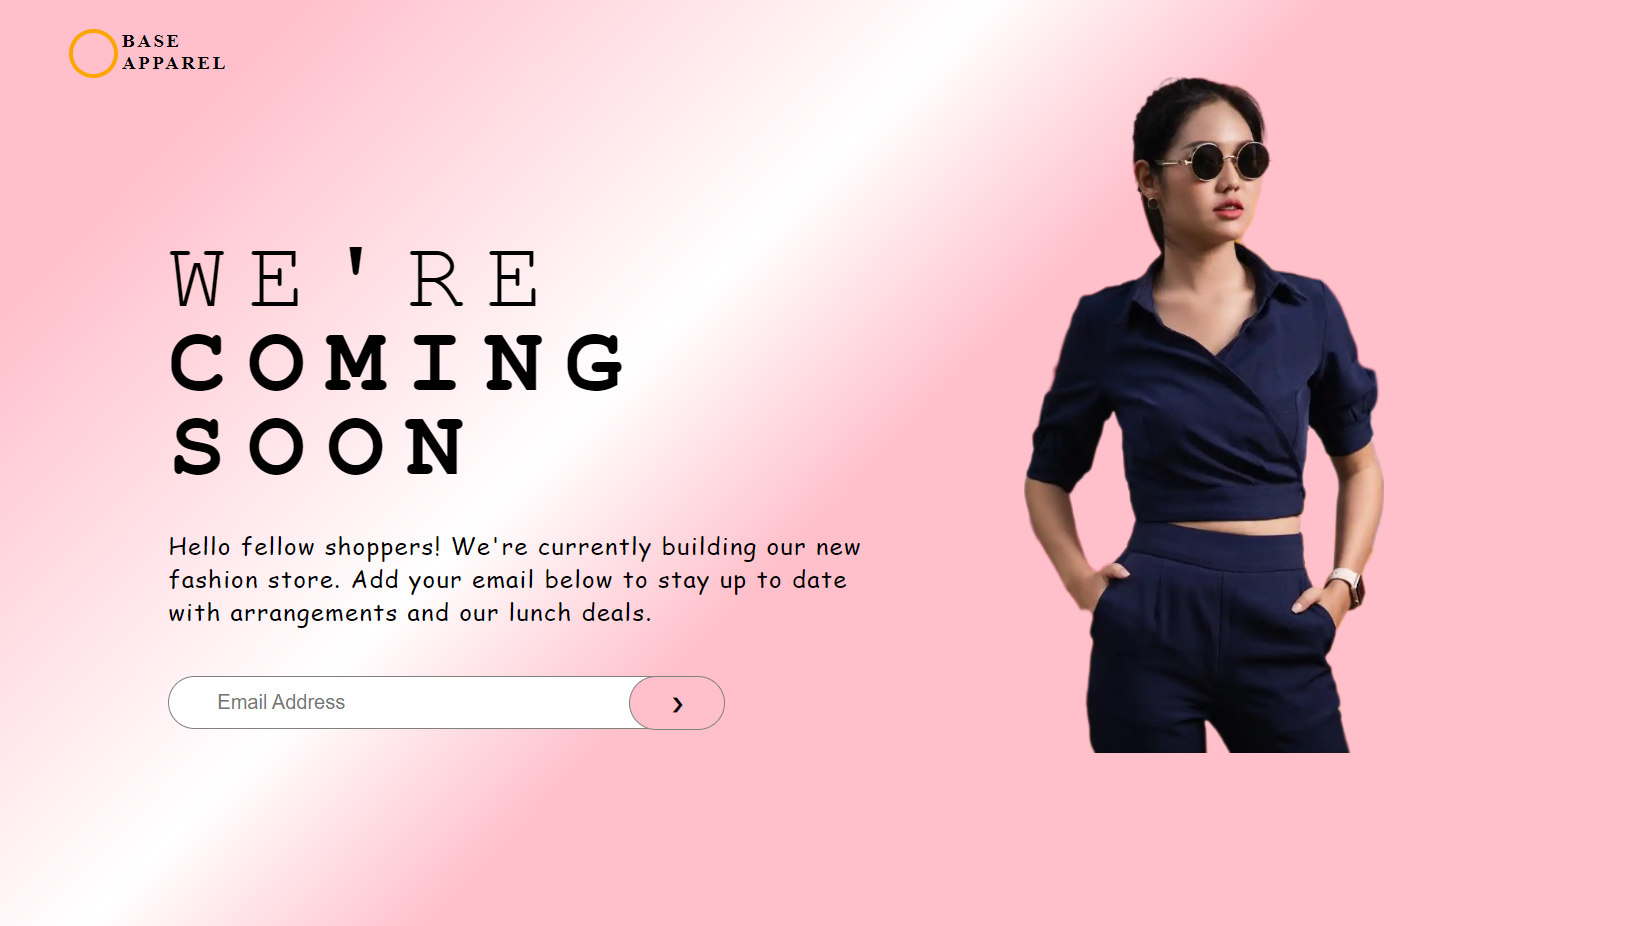 BASE
APPAREL
WE'RE
COMING
SOON
Hello fellow shoppers! We're currently building our new
fashion store. Add your email below to stay up to date
with arrangements and our lunch deals.
Email Address
❯